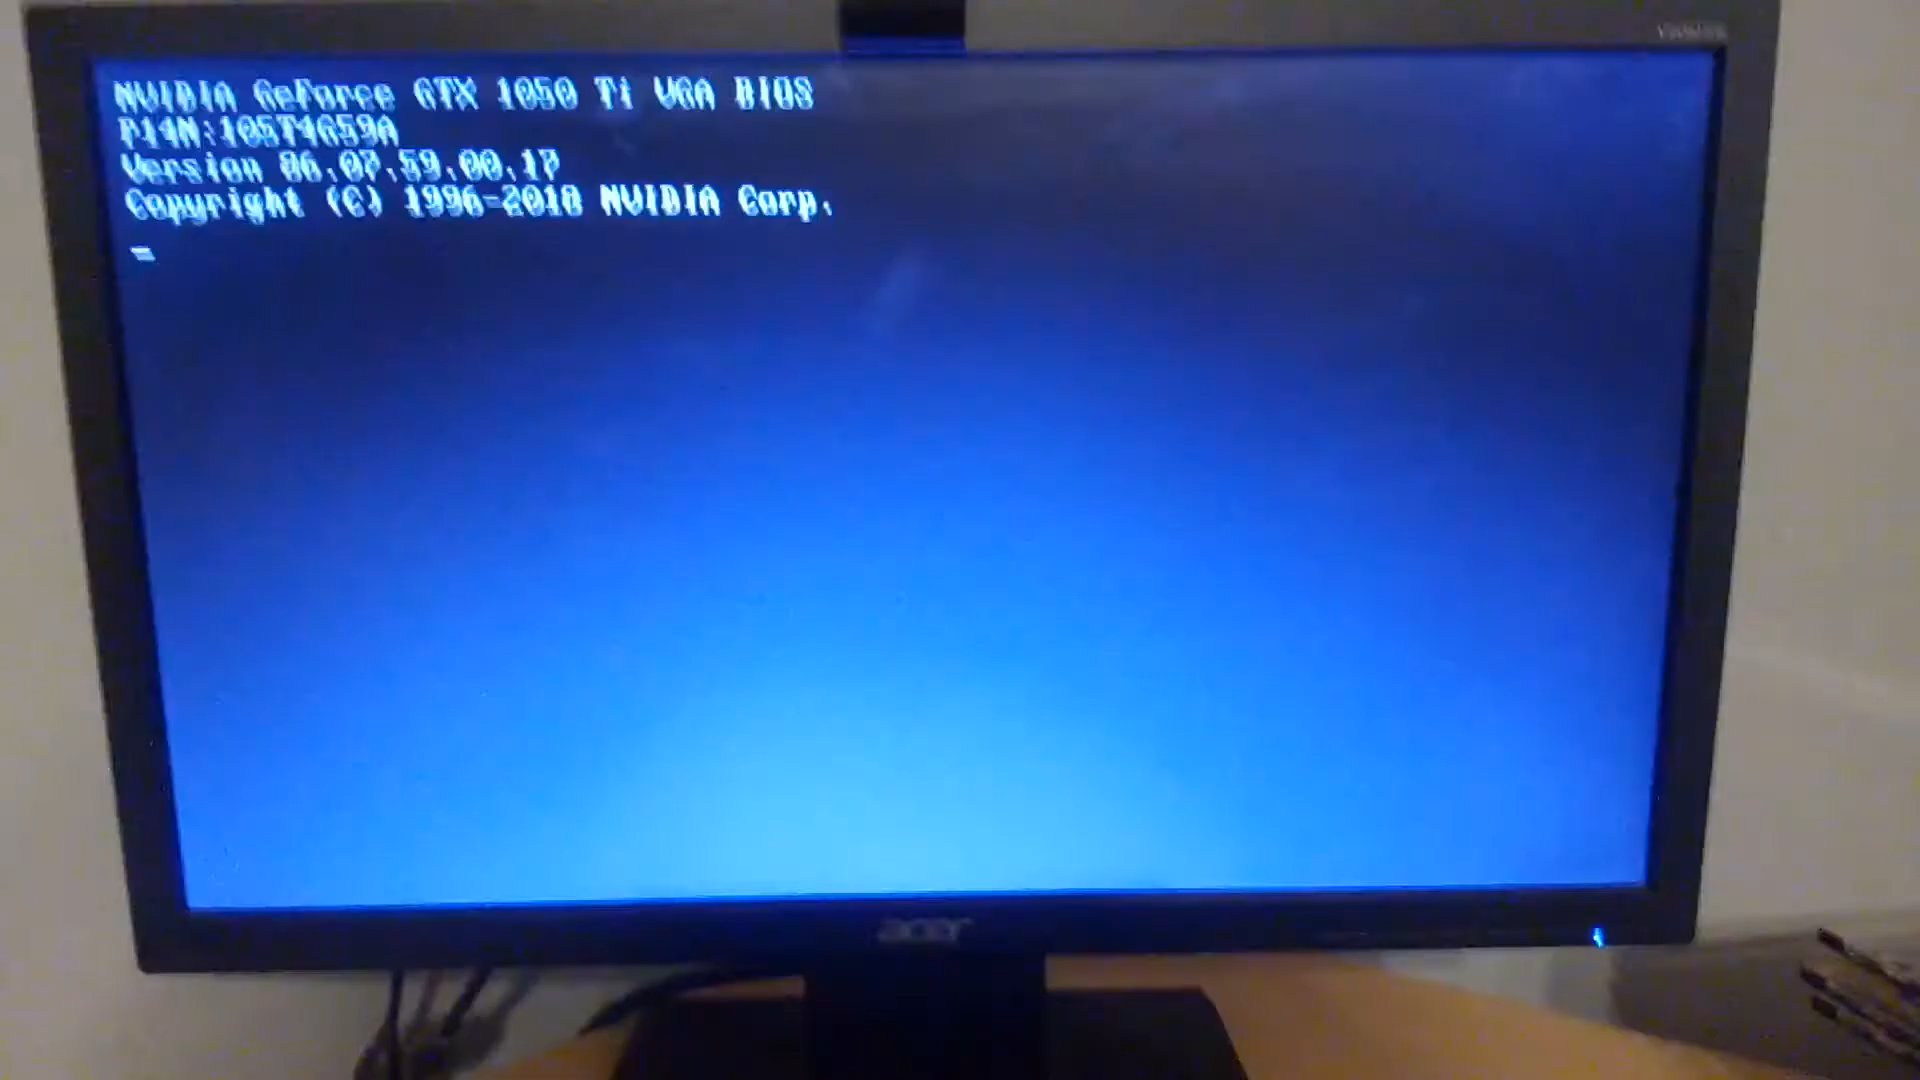 NVIDIA GeForce GTX 1050 Ti VGA BIOS
P14N:105T4G59A
Version 86.07.59.00.17
Copyright (C) 1996-2018 NVIDIA Corp.
acer